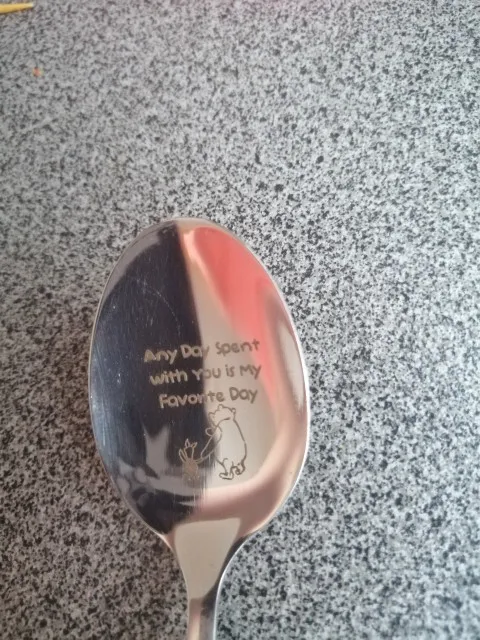 Any Day Spent
with You is My
Favorite Day